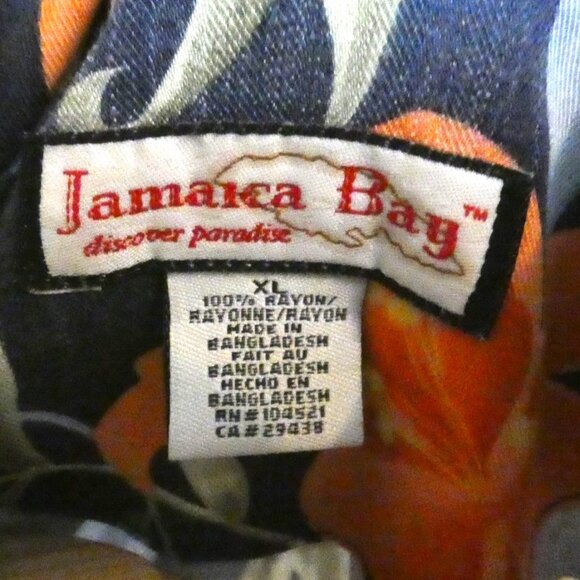 Jamaica Bay™
discover paradise
XL
100% RAYON/
RAYONNE/RAYON
MADE IN
BANGLADESH
FAIT AU
BANGLADESH
HECHO EN
BANGLADESH
RN# 104521
CA# 29438